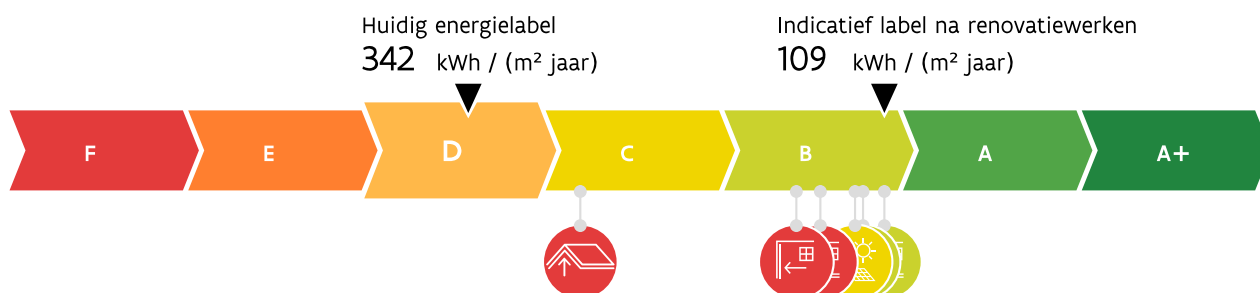 Huidig energielabel
342 kWh / (m² jaar)
Indicatief label na renovatiewerken
109 kWh / (m² jaar)
F E D C B A A+